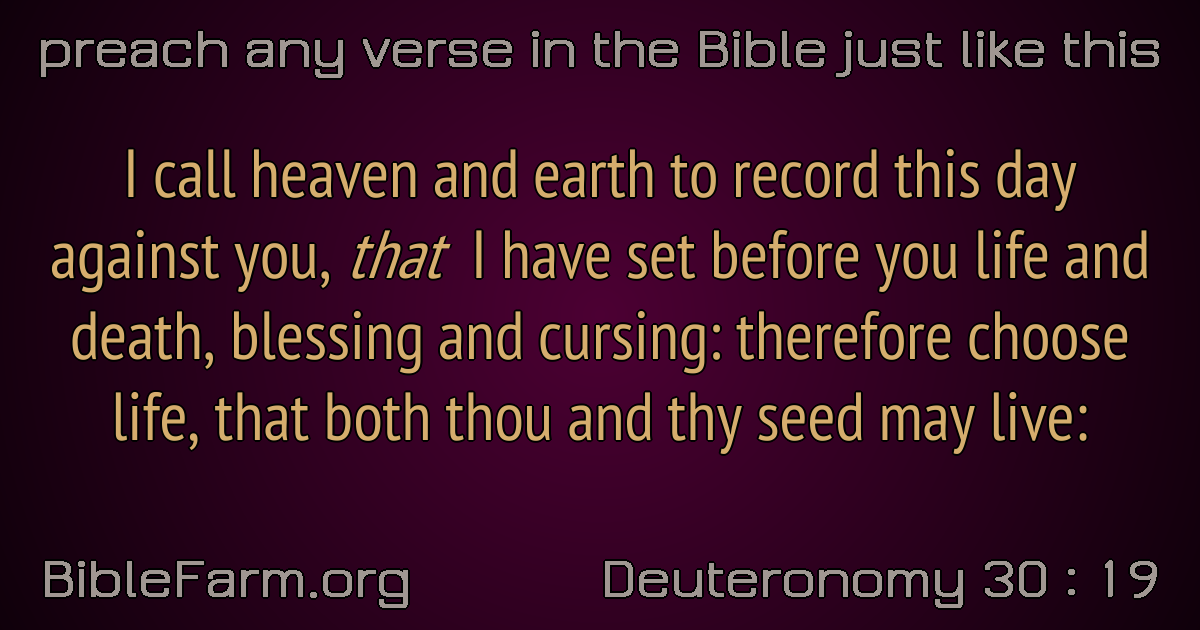 preach any verse in the Bible just like this
I call heaven and earth to record this day
against you, that I have set before you life and
death, blessing and cursing: therefore choose
life, that both thou and thy seed may live:
BibleFarm.org
Deuteronomy 30 : 19